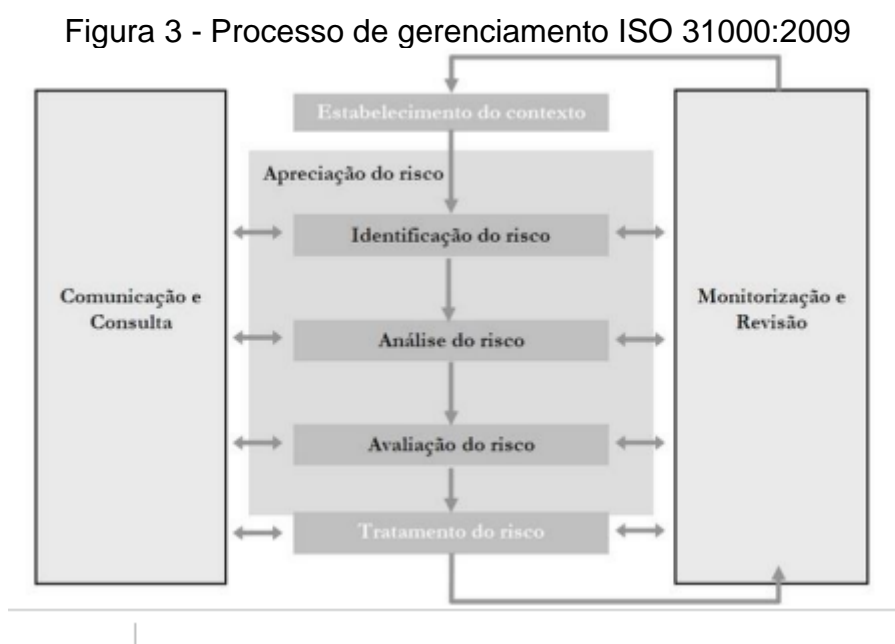 Figura 3 - Processo de gerenciamento ISO 31000:2009
Estabelecimento do contexto
Apreciação do risco
Identificação do risco
Comunicação e
Consulta
Monitorização e
Revisão
Análise do risco
Avaliação do risco
Tratamento do risco